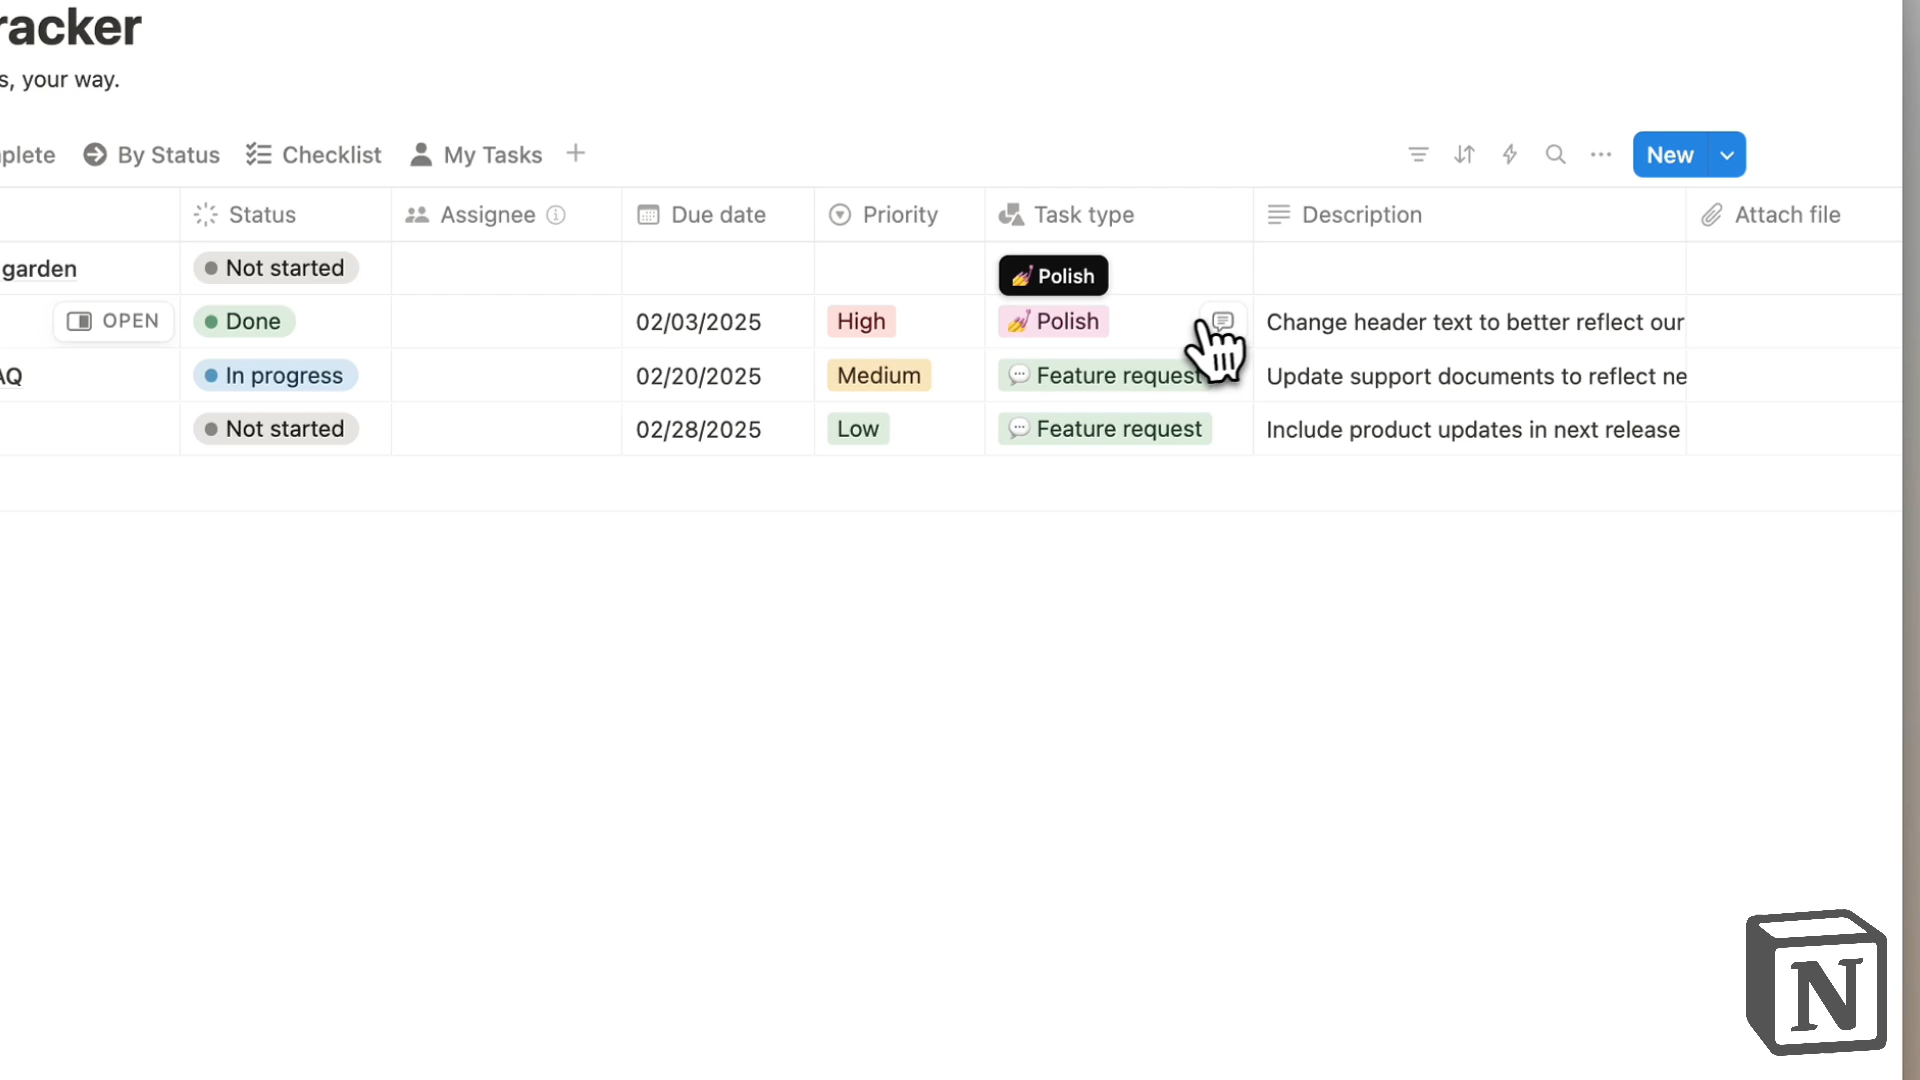 racker
s, your way.
plete By Status Checklist My Tasks New
Status Assignee Due date Priority Task type Description Attach file
garden Not started 💅 Polish
OPEN Done 02/03/2025 High 💅 Polish Change header text to better reflect our
AQ In progress 02/20/2025 Medium 💬 Feature request Update support documents to reflect ne
Not started 02/28/2025 Low 💬 Feature request Include product updates in next release
N